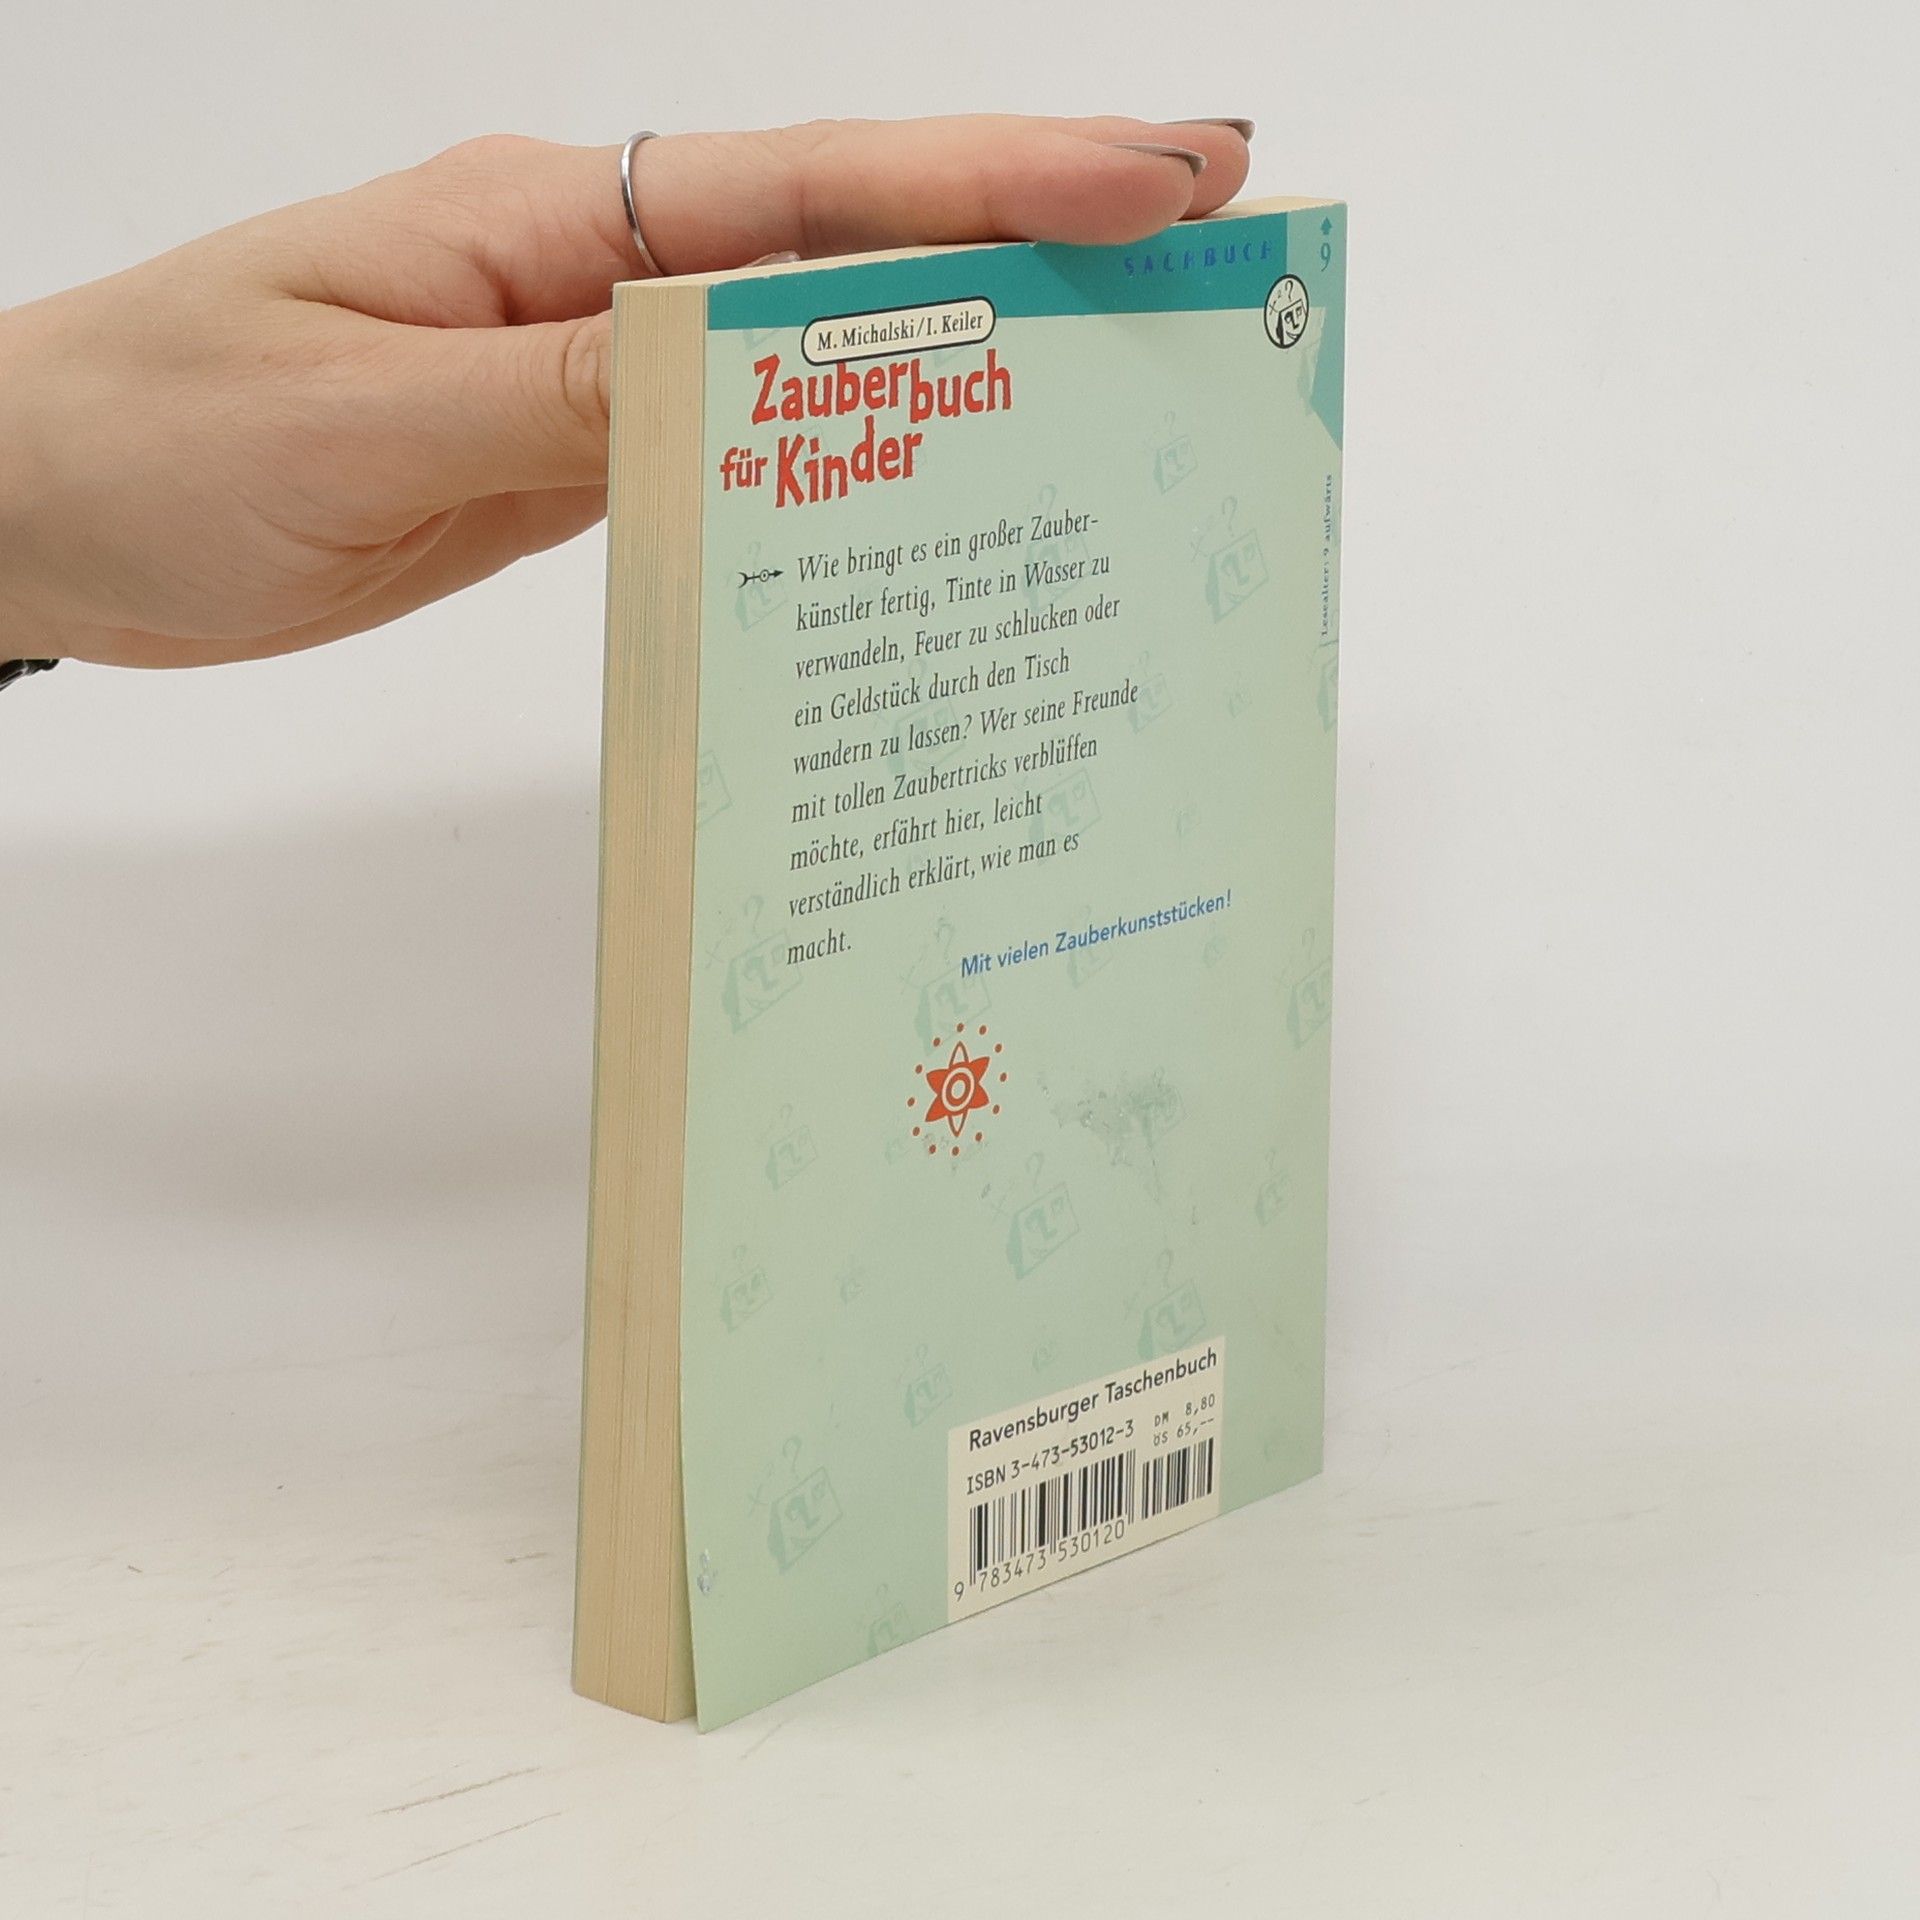 SACHBUCH
9
M. Michalski/I. Keiler
Zauberbuch
für Kinder
Wie bringt es ein großer Zauber-
künstler fertig, Tinte in Wasser zu
verwandeln, Feuer zu schlucken oder
ein Geldstück durch den Tisch
wandern zu lassen? Wer seine Freunde
mit tollen Zaubertricks verblüffen
möchte, erfährt hier, leicht
verständlich erklärt, wie man es
macht.
Mit vielen Zauberkunststücken!
Lesealter: 9 aufwärts
Ravensburger Taschenbuch
ISBN 3-473-53012-3
DM 8,80
öS 65,--
9 783473 530120